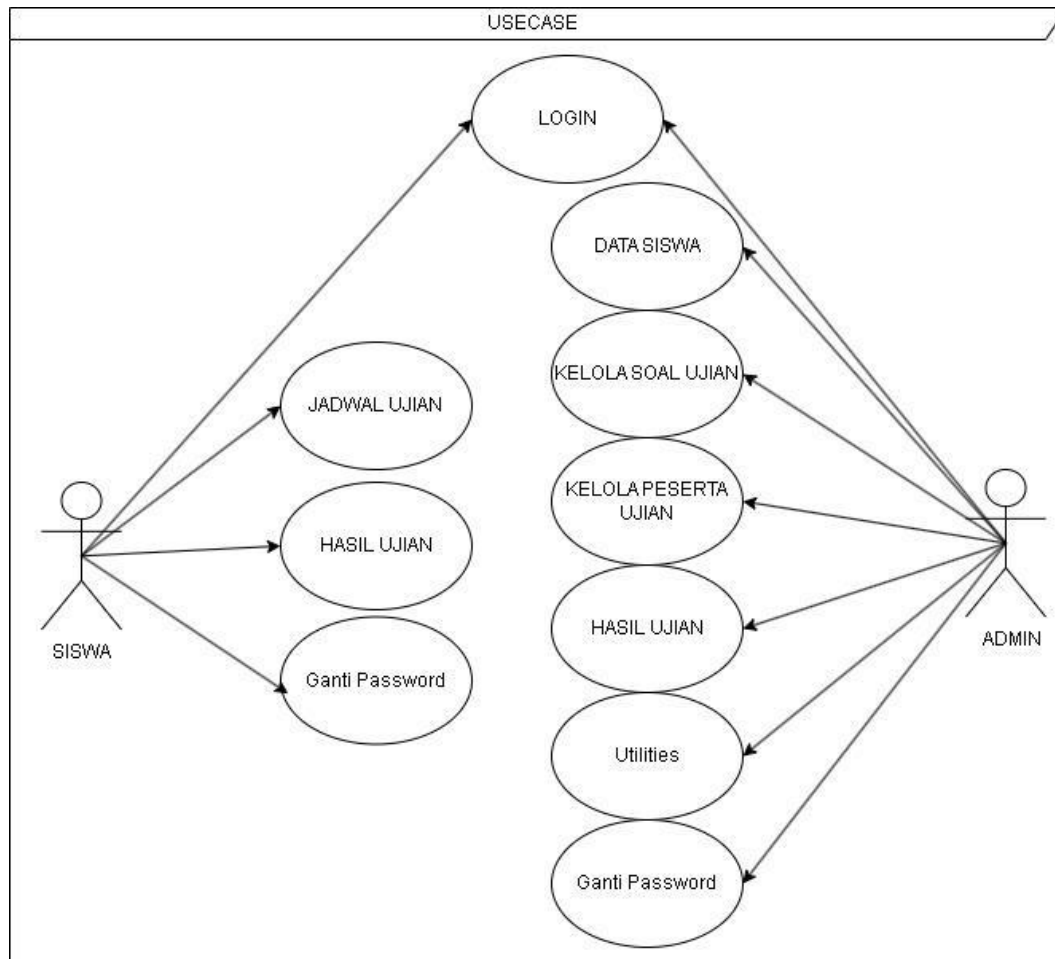 USECASE
LOGIN
DATA SISWA
KELOLA SOAL UJIAN
JADWAL UJIAN
KELOLA PESERTA
UJIAN
HASIL UJIAN
HASIL UJIAN
SISWA
ADMIN
Ganti Password
Utilities
Ganti Password